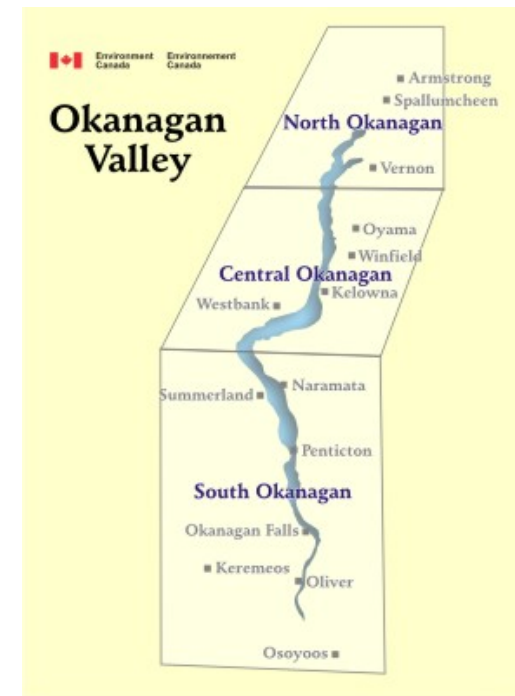 Environment Environnement
Canada Canada
Okanagan
Valley
Armstrong
Spallumcheen
North Okanagan
Vernon
Oyama
Winfield
Central Okanagan
Kelowna
Westbank
Naramata
Summerland
Penticton
South Okanagan
Okanagan Falls
Keremeos
Oliver
Osoyoos